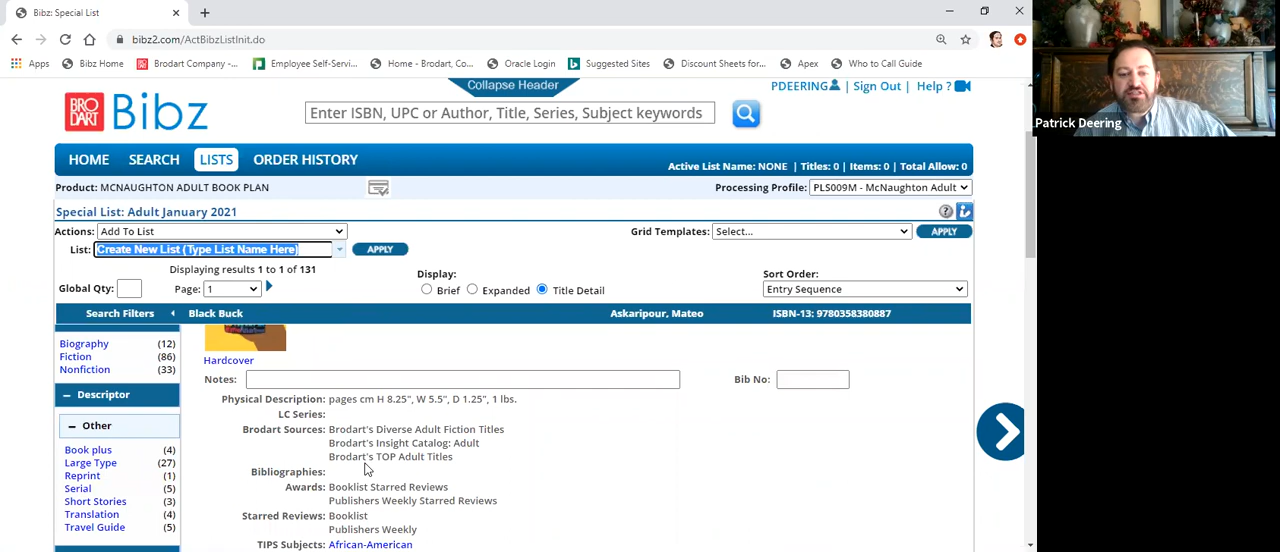 Bibz: Special List
bibz2.com/ActBibzListInit.do
Apps Bibz Home Brodart Company -... Employee Self-Servi... Home - Brodart, Co... Oracle Login Suggested Sites Discount Sheets for... Apex Who to Call Guide
Patrick Deering
Collapse Header
PDEERING | Sign Out | Help ?
BRO
DART
Bibz
Enter ISBN, UPC or Author, Title, Series, Subject keywords
HOME SEARCH LISTS ORDER HISTORY
Active List Name: NONE | Titles: 0 | Items: 0 | Total Allow: 0
Product: MCNAUGHTON ADULT BOOK PLAN
Processing Profile: PLS009M - McNaughton Adult
Special List: Adult January 2021
Actions: Add To List
Grid Templates: Select... APPLY
List: Create New List (Type List Name Here) APPLY
Displaying results 1 to 1 of 131
Display:
Sort Order:
Global Qty: Page: 1
Brief Expanded Title Detail
Entry Sequence
Search Filters Black Buck Askaripour, Mateo ISBN-13: 9780358380887
Biography (12)
Fiction (86)
Nonfiction (33)
Descriptor
Other
Book plus (4)
Large Type (27)
Reprint (1)
Serial (5)
Short Stories (3)
Translation (4)
Travel Guide (5)
Hardcover
Notes: Bib No:
Physical Description: pages cm H 8.25", W 5.5", D 1.25", 1 lbs.
LC Series:
Brodart Sources: Brodart's Diverse Adult Fiction Titles
Brodart's Insight Catalog: Adult
Brodart's TOP Adult Titles
Bibliographies:
Awards: Booklist Starred Reviews
Publishers Weekly Starred Reviews
Starred Reviews: Booklist
Publishers Weekly
TIPS Subjects: African-American